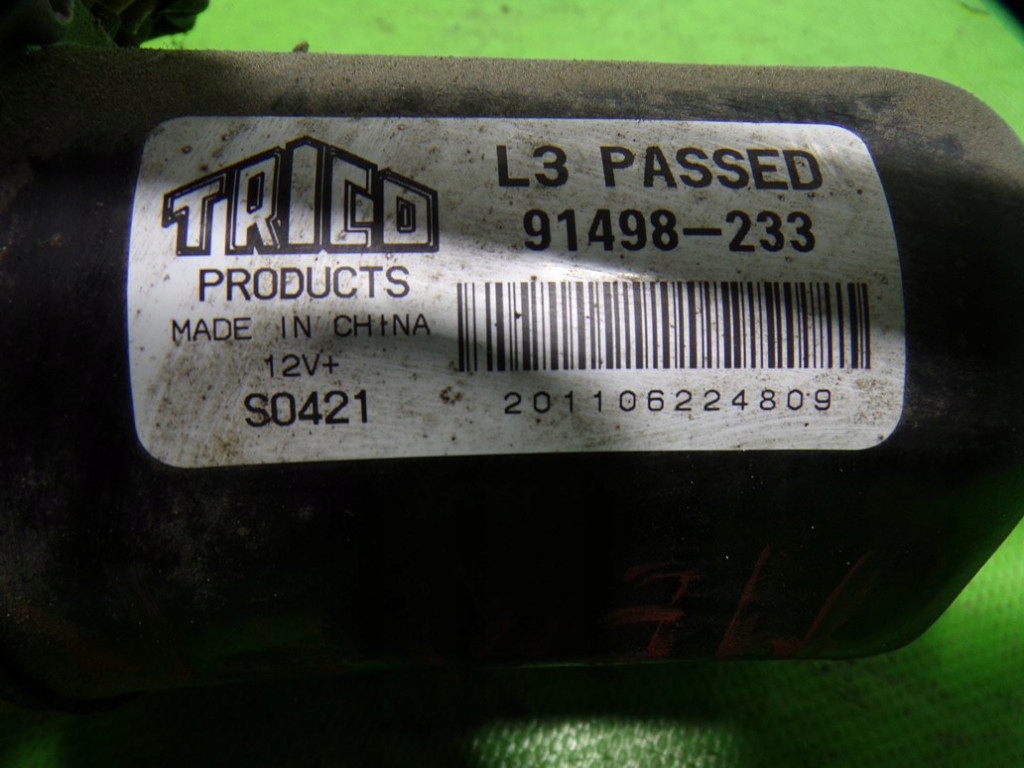 TRICO
PRODUCTS
MADE IN CHINA
12V+
S0421
L3 PASSED
91498-233
201106224809